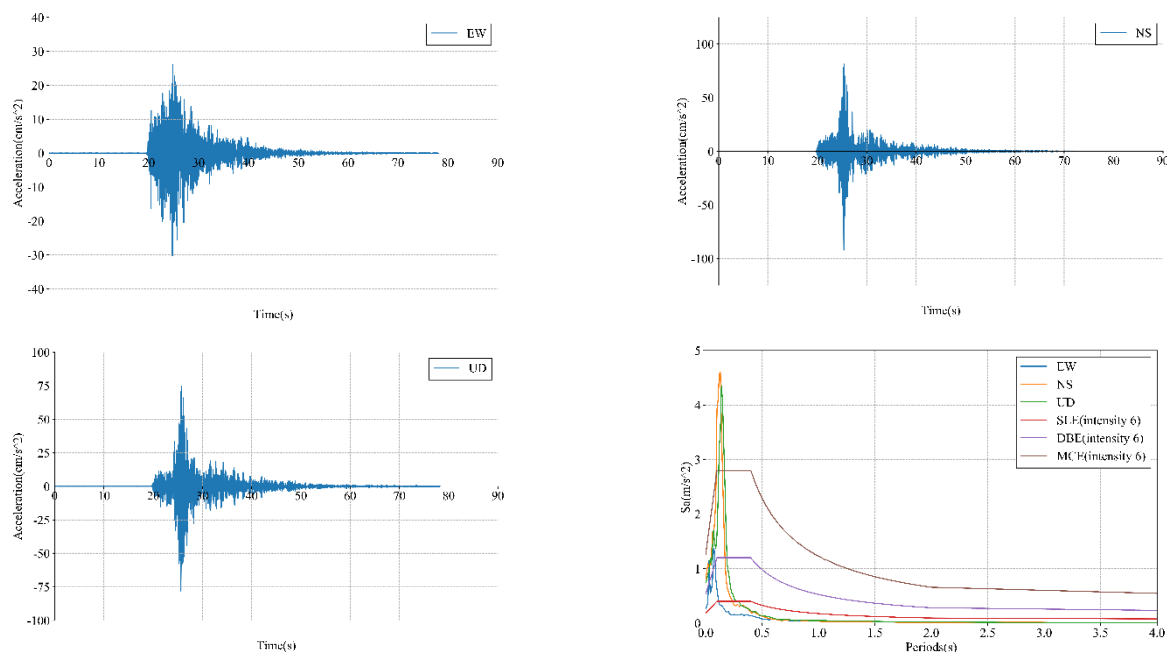 40
30
20
10
0
-10
-20
-30
-40
0 10 20 30 40 50 60 70 80 90
Acceleration(cm/s^2)
Time(s)
EW
100
50
0
-50
-100
0 10 20 30 40 50 60 70 80 90
Acceleration(cm/s^2)
Time(s)
NS
100
75
50
25
0
-25
-50
-75
-100
0 10 20 30 40 50 60 70 80 90
Acceleration(cm/s^2)
Time(s)
UD
5
4
3
2
1
0
0.0 0.5 1.0 1.5 2.0 2.5 3.0 3.5 4.0
Sa(m/s^2)
Periods(s)
EW
NS
UD
SLE(intensity 6)
DBE(intensity 6)
MCE(intensity 6)